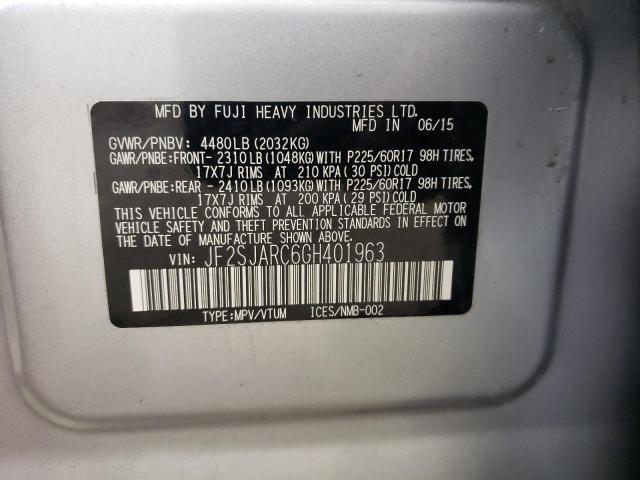 MFD BY FUJI HEAVY INDUSTRIES LTD.
MFD IN 06/15
GVWR/PNBV: 4480LB (2032KG)
GAWR/PNBE:FRONT- 2310LB (1048KG)WITH P225/60R17 98H TIRES,
17X7J RIMS AT 210 KPA ( 30 PSI)COLD
GAWR/PNBE:REAR - 2410LB (1093KG)WITH P225/60R17 98H TIRES,
17X7J RIMS AT 200 KPA ( 29 PSI)COLD
THIS VEHICLE CONFORMS TO ALL APPLICABLE FEDERAL MOTOR
VEHICLE SAFETY AND THEFT PREVENTION STANDARDS IN EFFECT ON
THE DATE OF MANUFACTURE SHOWN ABOVE.
VIN: JF2SJARC6GH401963
TYPE:MPV/VTUM ICES/NMB-002